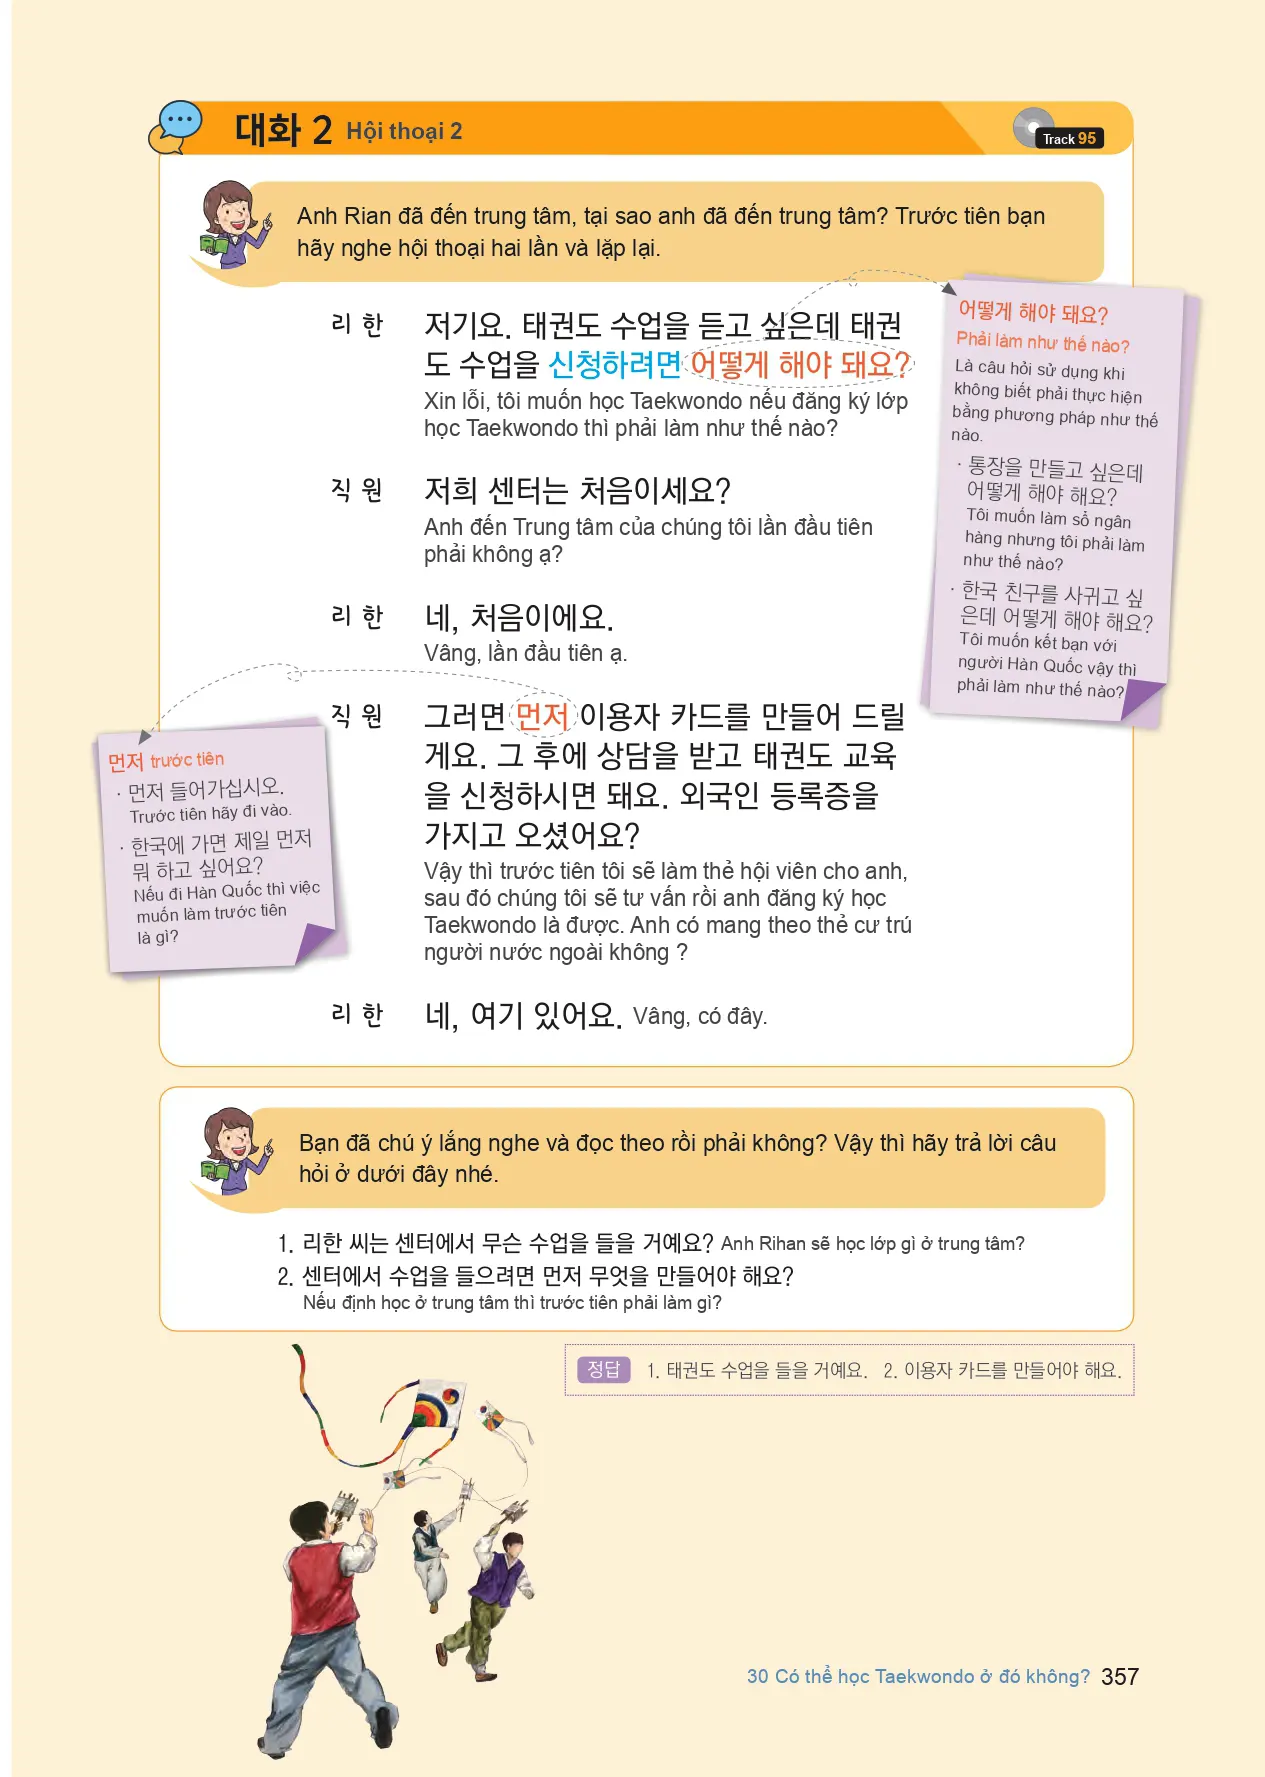 대화 2 Hội thoại 2
Track 95
Anh Rian đã đến trung tâm, tại sao anh đã đến trung tâm? Trước tiên bạn
hãy nghe hội thoại hai lần và lặp lại.
리 한 저기요. 태권도 수업을 듣고 싶은데 태권
도 수업을 신청하려면 어떻게 해야 돼요?
Xin lỗi, tôi muốn học Taekwondo nếu đăng ký lớp
học Taekwondo thì phải làm như thế nào?
직 원 저희 센터는 처음이세요?
Anh đến Trung tâm của chúng tôi lần đầu tiên
phải không ạ?
리 한 네, 처음이에요.
Vâng, lần đầu tiên ạ.
직 원 그러면 먼저 이용자 카드를 만들어 드릴
게요. 그 후에 상담을 받고 태권도 교육
을 신청하시면 돼요. 외국인 등록증을
가지고 오셨어요?
Vậy thì trước tiên tôi sẽ làm thẻ hội viên cho anh,
sau đó chúng tôi sẽ tư vấn rồi anh đăng ký học
Taekwondo là được. Anh có mang theo thẻ cư trú
người nước ngoài không ?
리 한 네, 여기 있어요. Vâng, có đây.
어떻게 해야 돼요?
Phải làm như thế nào?
Là câu hỏi sử dụng khi
không biết phải thực hiện
bằng phương pháp như thế
nào.
· 통장을 만들고 싶은데
어떻게 해야 해요?
Tôi muốn làm sổ ngân
hàng nhưng tôi phải làm
như thế nào?
· 한국 친구를 사귀고 싶
은데 어떻게 해야 해요?
Tôi muốn kết bạn với
người Hàn Quốc vậy thì
phải làm như thế nào?
먼저 trước tiên
· 먼저 들어가십시오.
Trước tiên hãy đi vào.
· 한국에 가면 제일 먼저
뭐 하고 싶어요?
Nếu đi Hàn Quốc thì việc
muốn làm trước tiên
là gì?
Bạn đã chú ý lắng nghe và đọc theo rồi phải không? Vậy thì hãy trả lời câu
hỏi ở dưới đây nhé.
1. 리한 씨는 센터에서 무슨 수업을 들을 거예요? Anh Rihan sẽ học lớp gì ở trung tâm?
2. 센터에서 수업을 들으려면 먼저 무엇을 만들어야 해요?
Nếu định học ở trung tâm thì trước tiên phải làm gì?
정답 1. 태권도 수업을 들을 거예요. 2. 이용자 카드를 만들어야 해요.
30 Có thể học Taekwondo ở đó không? 357